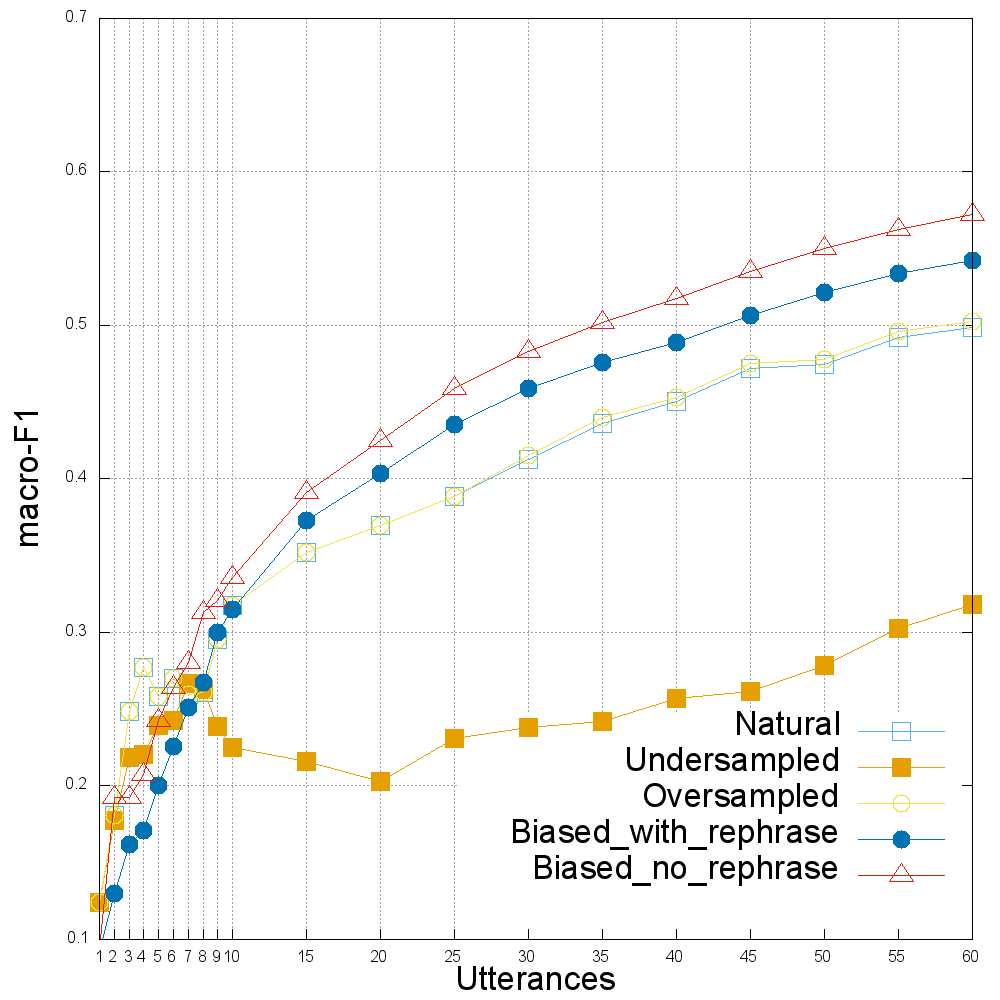 0.7
0.6
0.5
0.4
0.3
0.2
0.1
macro-F1
Natural
Undersampled
Oversampled
Biased_with_rephrase
Biased_no_rephrase
1 2 3 4 5 6 7 8 9 10 15 20 25 30 35 40 45 50 55 60
Utterances